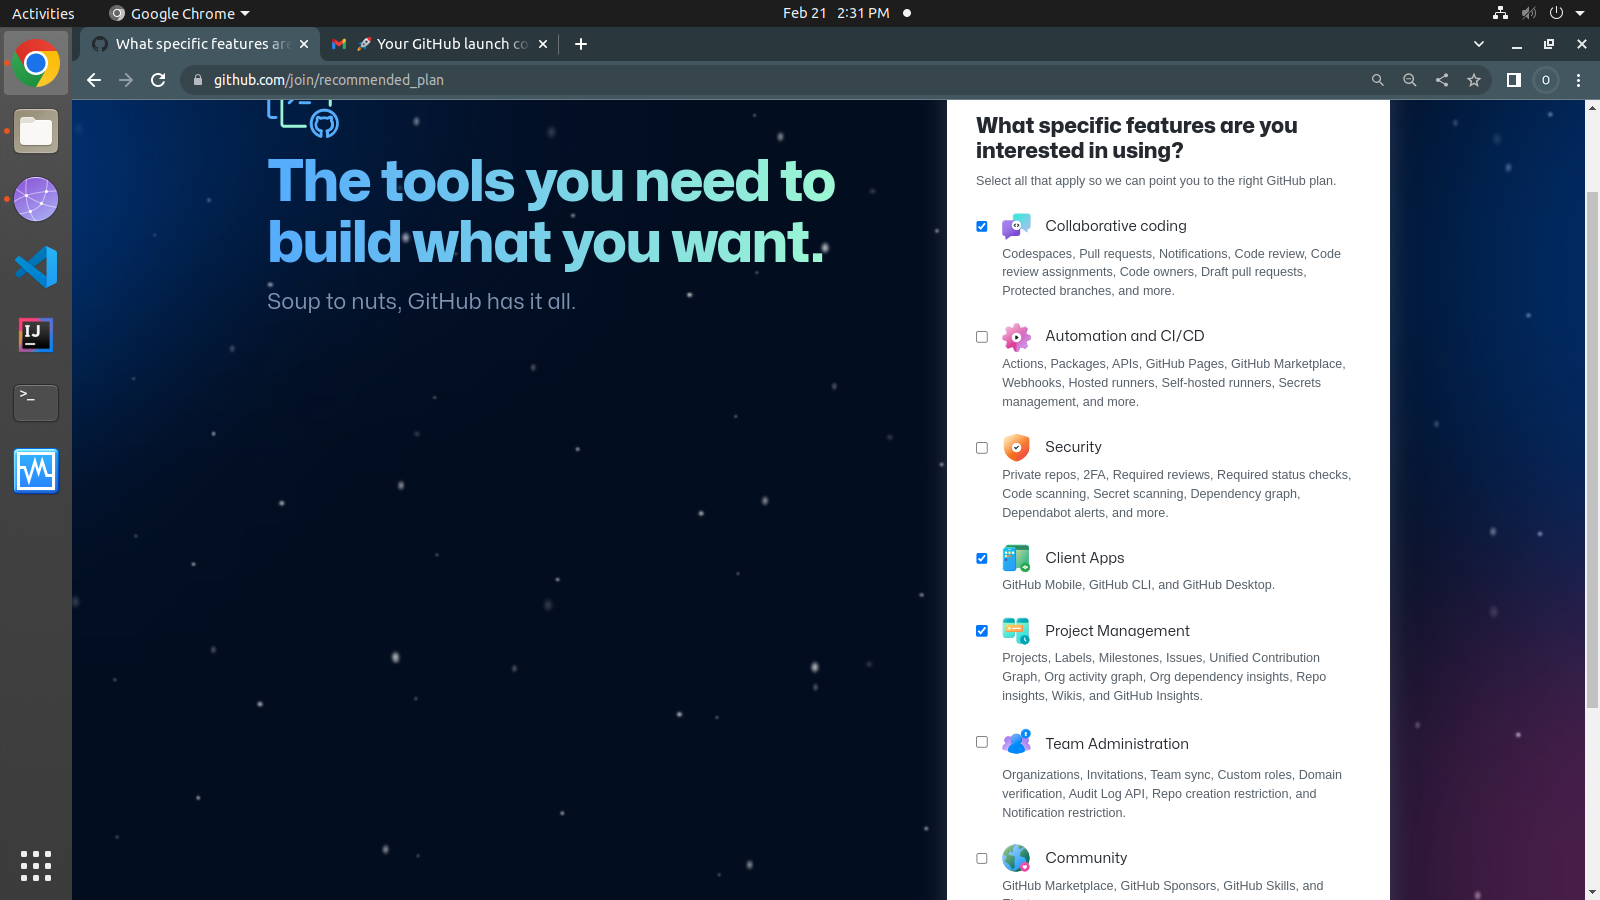 Activities
Google Chrome
Feb 21 2:31 PM
What specific features are
🚀 Your GitHub launch co
github.com/join/recommended_plan
O
IJ
>_
The tools you need to
build what you want.
Soup to nuts, GitHub has it all.
What specific features are you
interested in using?
Select all that apply so we can point you to the right GitHub plan.
Collaborative coding
Codespaces, Pull requests, Notifications, Code review, Code
review assignments, Code owners, Draft pull requests,
Protected branches, and more.
Automation and CI/CD
Actions, Packages, APIs, GitHub Pages, GitHub Marketplace,
Webhooks, Hosted runners, Self-hosted runners, Secrets
management, and more.
Security
Private repos, 2FA, Required reviews, Required status checks,
Code scanning, Secret scanning, Dependency graph,
Dependabot alerts, and more.
Client Apps
GitHub Mobile, GitHub CLI, and GitHub Desktop.
Project Management
Projects, Labels, Milestones, Issues, Unified Contribution
Graph, Org activity graph, Org dependency insights, Repo
insights, Wikis, and GitHub Insights.
Team Administration
Organizations, Invitations, Team sync, Custom roles, Domain
verification, Audit Log API, Repo creation restriction, and
Notification restriction.
Community
GitHub Marketplace, GitHub Sponsors, GitHub Skills, and